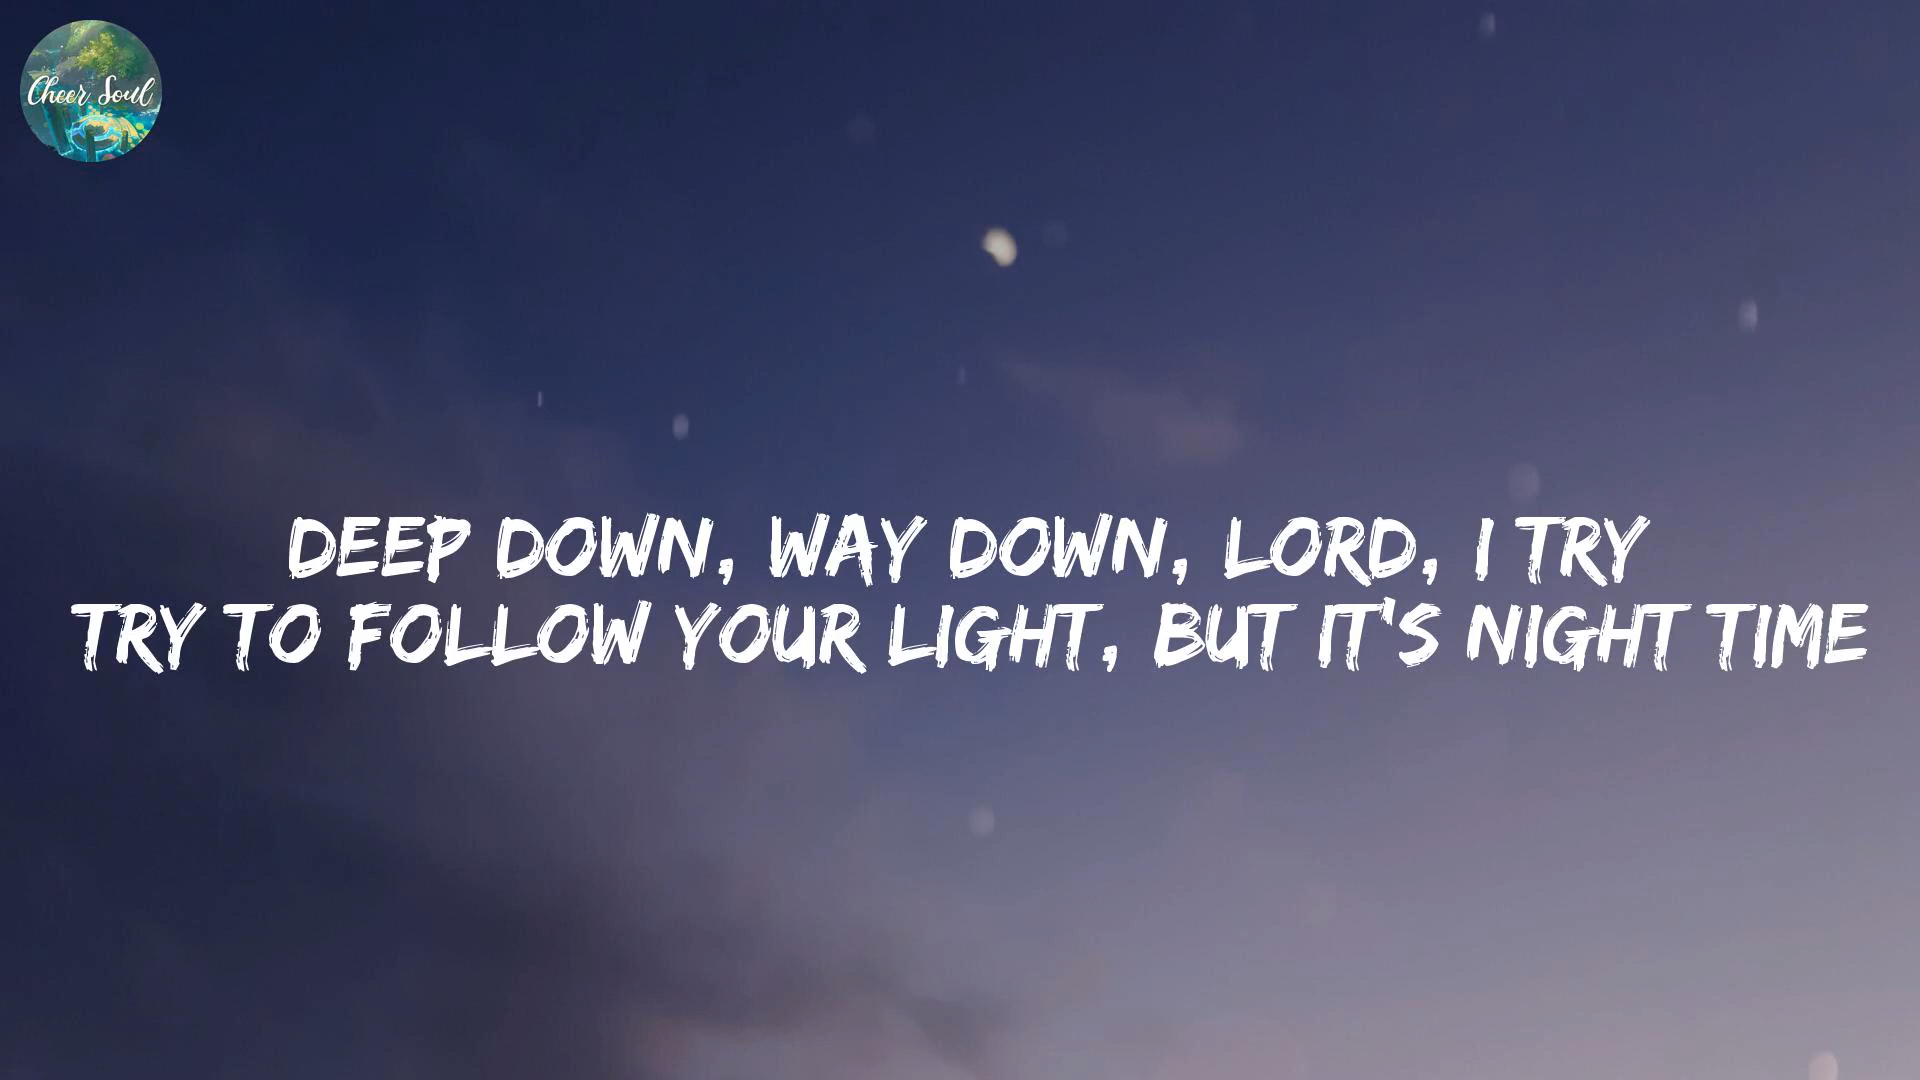 Cheer Soul
DEEP DOWN, WAY DOWN, LORD, I TRY
TRY TO FOLLOW YOUR LIGHT, BUT IT'S NIGHT TIME